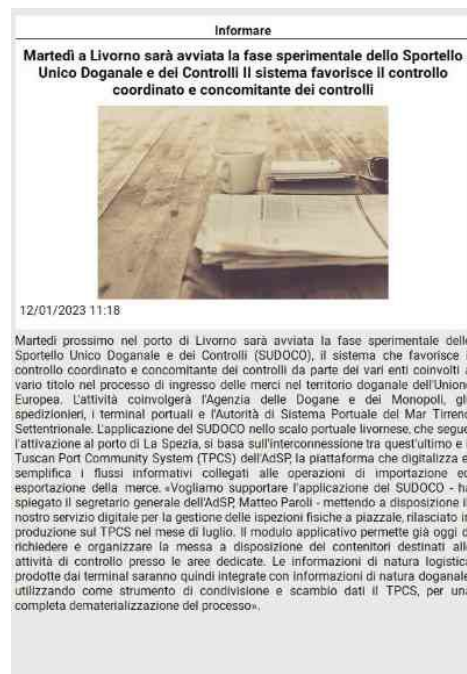 Informare
Martedì a Livorno sarà avviata la fase sperimentale dello Sportello
Unico Doganale e dei Controlli Il sistema favorisce il controllo
coordinato e concomitante dei controlli
12/01/2023 11:18
Martedì prossimo nel porto di Livorno sarà avviata la fase sperimentale dello
Sportello Unico Doganale e dei Controlli (SUDOCO), il sistema che favorisce
controllo coordinato e concomitante dei controlli da parte dei vari enti coinvolti
vario titolo nel processo di ingresso delle merci nel territorio doganale dell'Unione
Europea. L'attività coinvolgerà l'Agenzia delle Dogane e dei Monopoli, gli
spedizionieri, i terminal portuali e l'Autorità di Sistema Portuale del Mar Tirreno
Settentrionale. L'applicazione del SUDOCO nello scalo portuale livornese, che segue
l'attivazione al porto di La Spezia, si basa sull'interconnessione tra quest'ultimo e
Tuscan Port Community System (TPCS) dell'AdSP, la piattaforma che digitalizza e
semplifica i flussi informativi collegati alle operazioni di importazione ed
esportazione della merce. «Vogliamo supportare l'applicazione del SUDOCO - ha
spiegato il segretario generale dell'AdSP, Matteo Paroli - mettendo a disposizione
nostro servizio digitale per la gestione delle ispezioni fisiche a piazzale, rilasciato in
produzione sul TPCS nel mese di luglio. Il modulo applicativo permette già oggi di
richiedere e organizzare la messa a disposizione dei contenitori destinati alle
attività di controllo presso le aree dedicate. Le informazioni di natura logistica
prodotte dai terminal saranno quindi integrate con informazioni di natura doganale,
utilizzando come strumento di condivisione e scambio dati il TPCS, per una
completa dematerializzazione del processo».